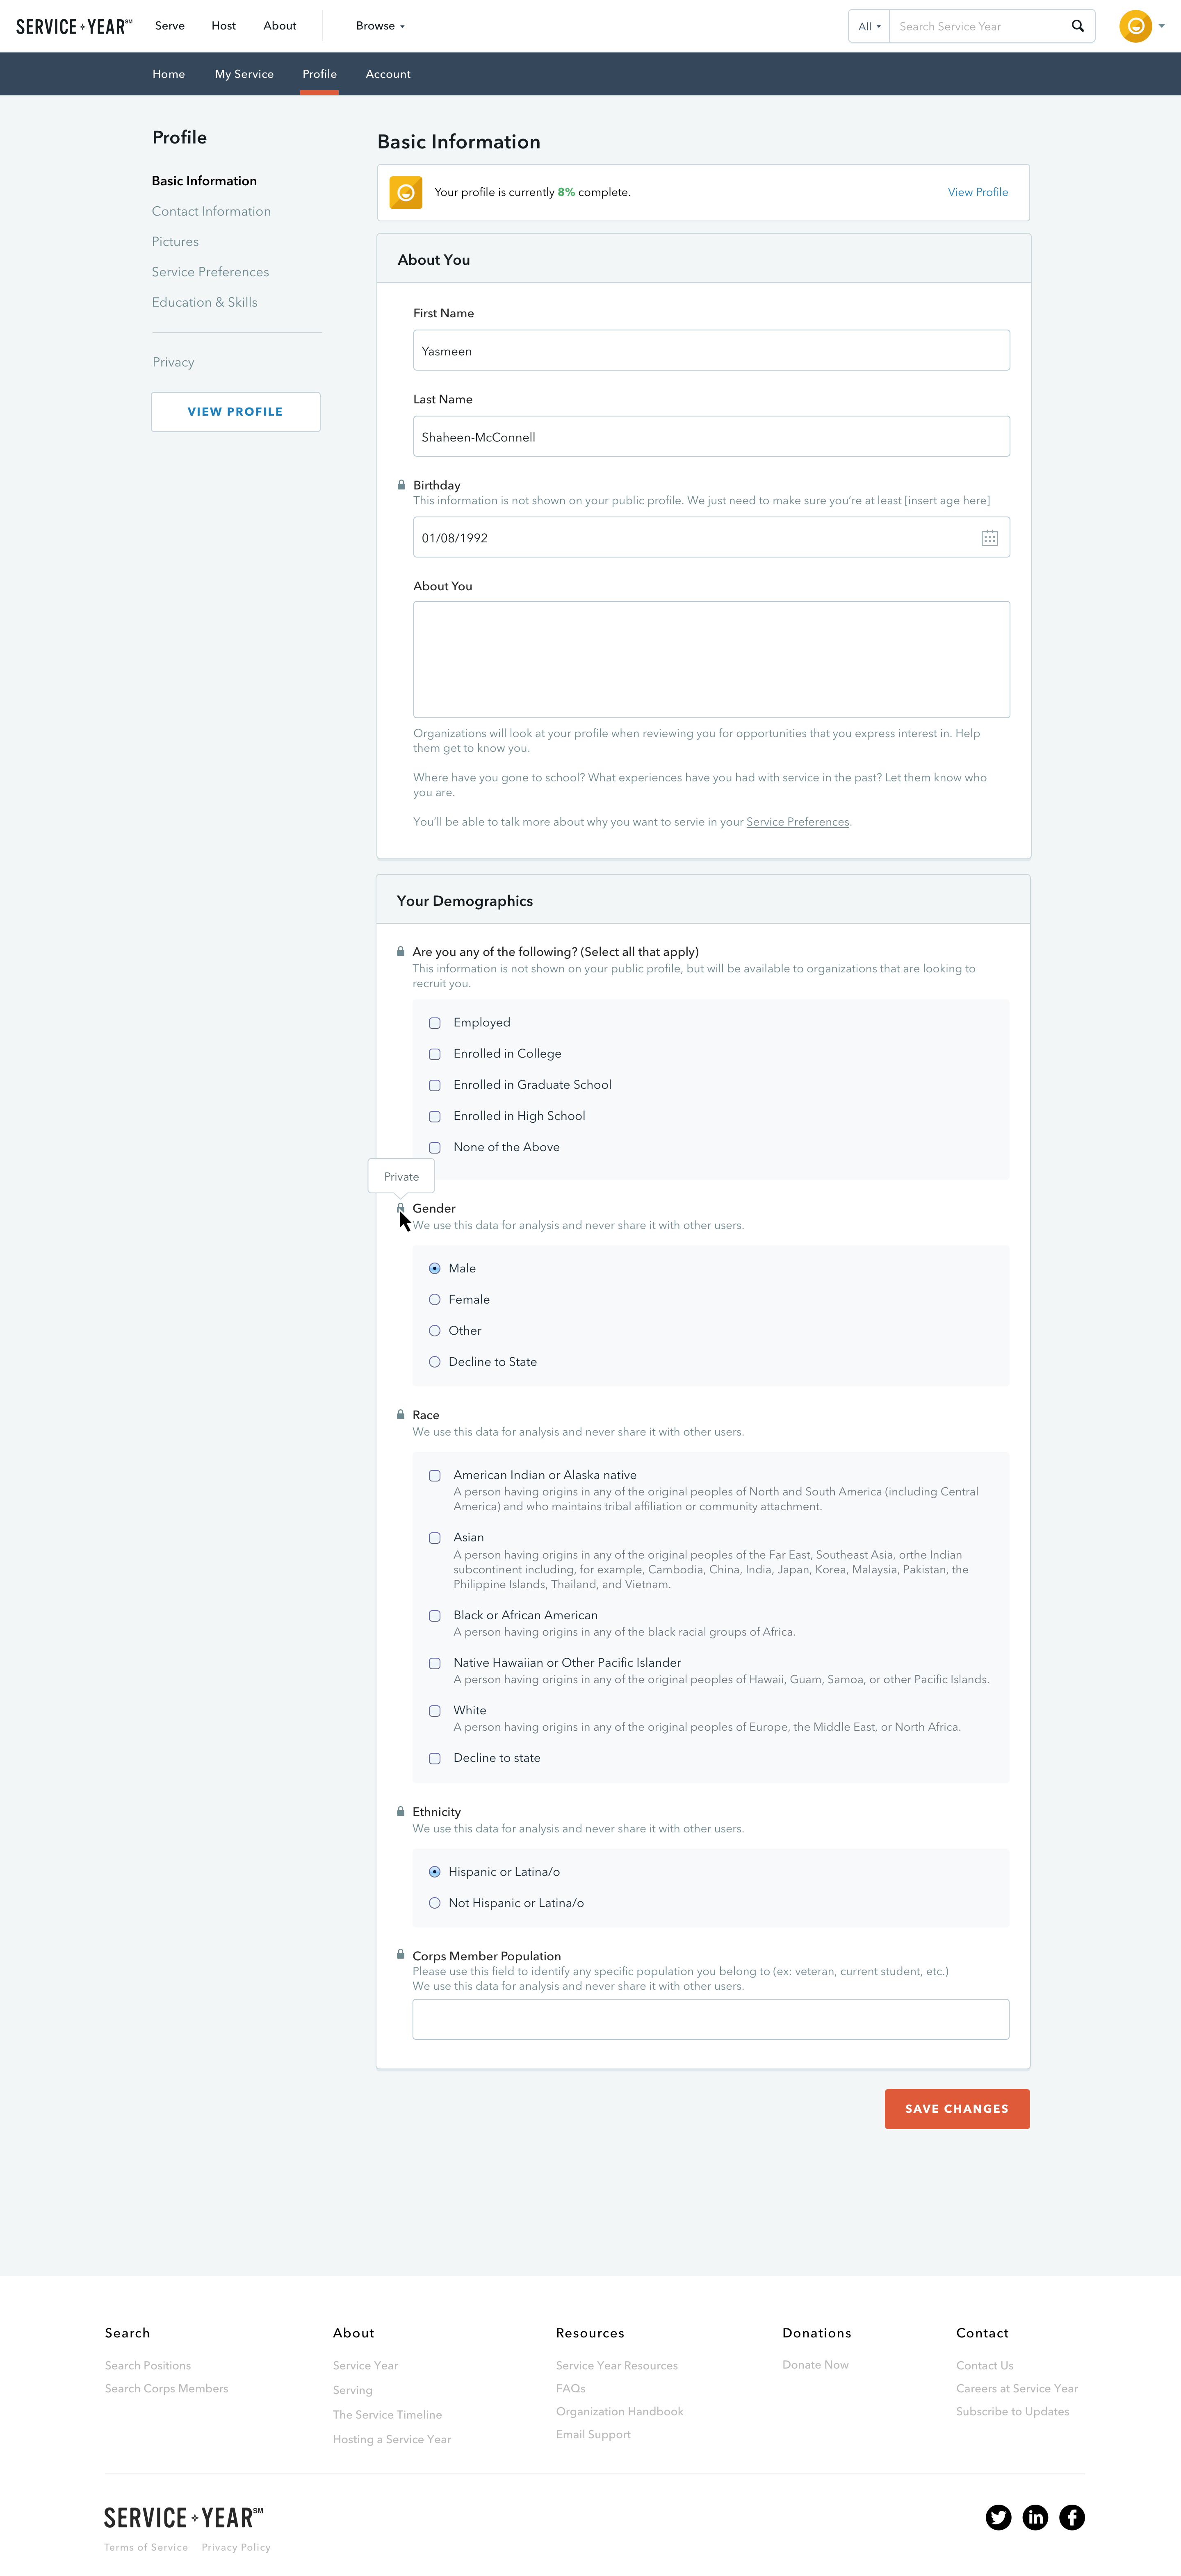 SERVICE+YEAR℠
Serve
Host
About
Browse
All
Search Service Year
Home
My Service
Profile
Account
Profile
Basic Information
Contact Information
Pictures
Service Preferences
Education & Skills
Privacy
VIEW PROFILE
Basic Information
Your profile is currently 8% complete.
View Profile
About You
First Name
Yasmeen
Last Name
Shaheen-McConnell
Birthday
This information is not shown on your public profile. We just need to make sure you're at least [insert age here]
01/08/1992
About You
Organizations will look at your profile when reviewing you for opportunities that you express interest in. Help
them get to know you.
Where have you gone to school? What experiences have you had with service in the past? Let them know who
you are.
You'll be able to talk more about why you want to servie in your Service Preferences.
Your Demographics
Are you any of the following? (Select all that apply)
This information is not shown on your public profile, but will be available to organizations that are looking to
recruit you.
Employed
Enrolled in College
Enrolled in Graduate School
Enrolled in High School
None of the Above
Private
Gender
We use this data for analysis and never share it with other users.
Male
Female
Other
Decline to State
Race
We use this data for analysis and never share it with other users.
American Indian or Alaska native
A person having origins in any of the original peoples of North and South America (including Central
America) and who maintains tribal affiliation or community attachment.
Asian
A person having origins in any of the original peoples of the Far East, Southeast Asia, orthe Indian
subcontinent including, for example, Cambodia, China, India, Japan, Korea, Malaysia, Pakistan, the
Philippine Islands, Thailand, and Vietnam.
Black or African American
A person having origins in any of the black racial groups of Africa.
Native Hawaiian or Other Pacific Islander
A person having origins in any of the original peoples of Hawaii, Guam, Samoa, or other Pacific Islands.
White
A person having origins in any of the original peoples of Europe, the Middle East, or North Africa.
Decline to state
Ethnicity
We use this data for analysis and never share it with other users.
Hispanic or Latina/o
Not Hispanic or Latina/o
Corps Member Population
Please use this field to identify any specific population you belong to (ex: veteran, current student, etc.)
We use this data for analysis and never share it with other users.
SAVE CHANGES
Search
Search Positions
Search Corps Members
About
Service Year
Serving
The Service Timeline
Hosting a Service Year
Resources
Service Year Resources
FAQs
Organization Handbook
Email Support
Donations
Donate Now
Contact
Contact Us
Careers at Service Year
Subscribe to Updates
SERVICE+YEAR℠
Terms of Service
Privacy Policy